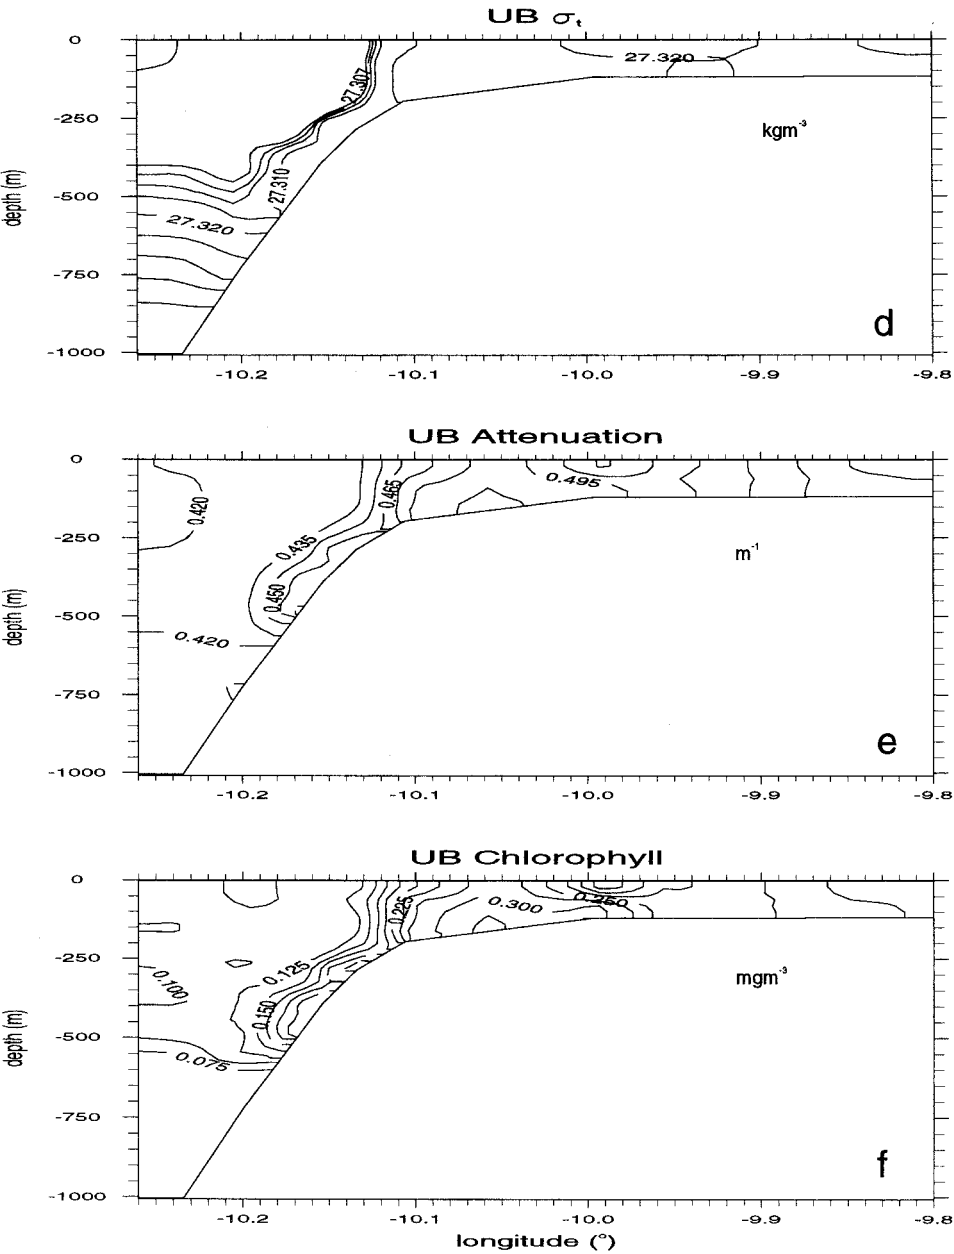 UB σt
0
-250
-500
-750
-1000
depth (m)
27.307
27.310
27.320
27.320
kgm-3
d
-10.2 -10.1 -10.0 -9.9 -9.8
UB Attenuation
0
-250
-500
-750
-1000
depth (m)
0.420
0.465
0.495
0.435
0.450
0.420
m-1
e
-10.2 -10.1 -10.0 -9.9 -9.8
UB Chlorophyll
0
-250
-500
-750
-1000
depth (m)
0.225
0.300
0.250
0.125
0.100
0.150
0.075
mgm-3
f
-10.2 -10.1 -10.0 -9.9 -9.8
longitude (°)